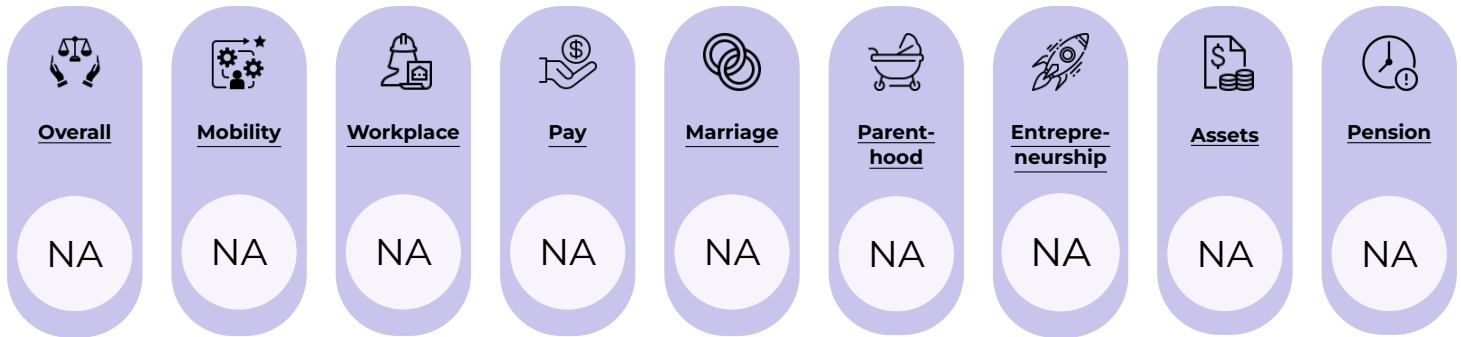 Overall
Mobility
Workplace
Pay
Marriage
Parent-
hood
Entrepre-
neurship
Assets
Pension
NA
NA
NA
NA
NA
NA
NA
NA
NA